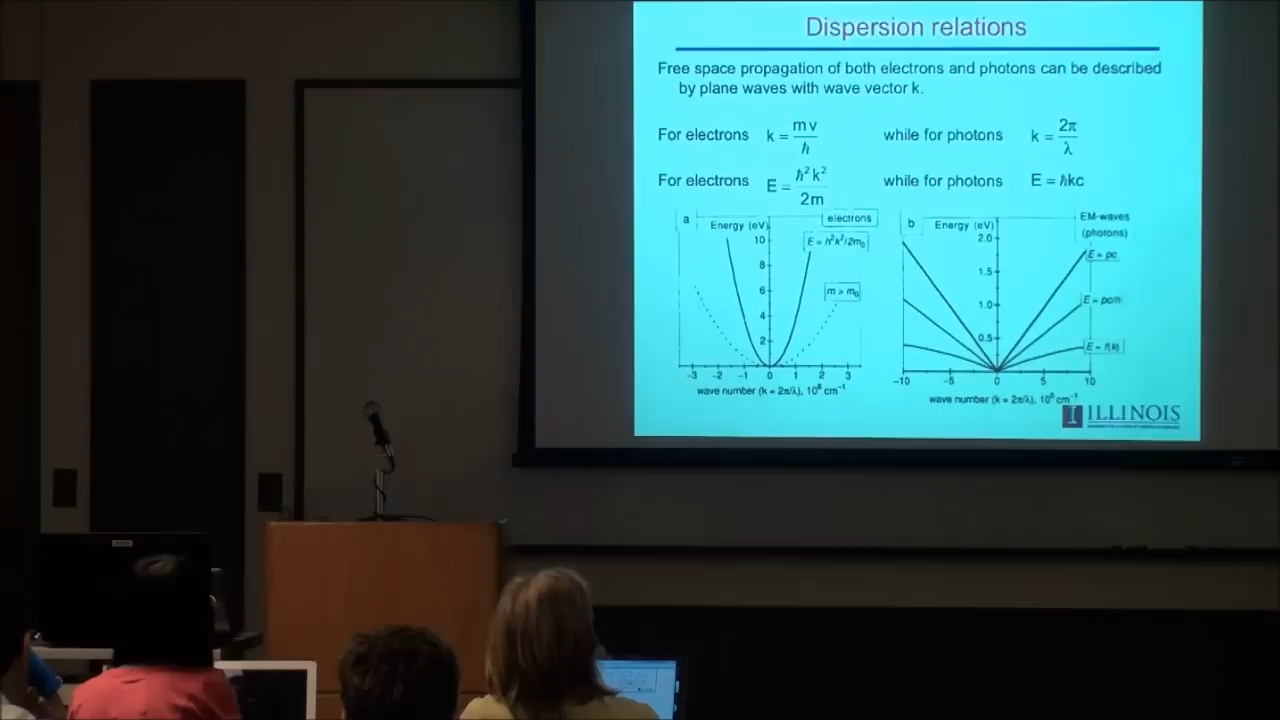 Dispersion relations
Free space propagation of both electrons and photons can be described
by plane waves with wave vector k.
For electrons k = mv/ħ while for photons k = 2π/λ
For electrons E = ħ²k²/2m while for photons E = ħkc
a electrons
Energy (eV)
E = ħ²k²/2m₀
m > m₀
10
8
6
4
2
-3 -2 -1 0 1 2 3
wave number (k = 2π/λ), 10⁸ cm⁻¹
b EM-waves
(photons)
Energy (eV)
E = pc
E = pc/n
E = f(k)
2.0
1.5
1.0
0.5
-10 -5 0 5 10
wave number (k = 2π/λ), 10⁵ cm⁻¹
I ILLINOIS